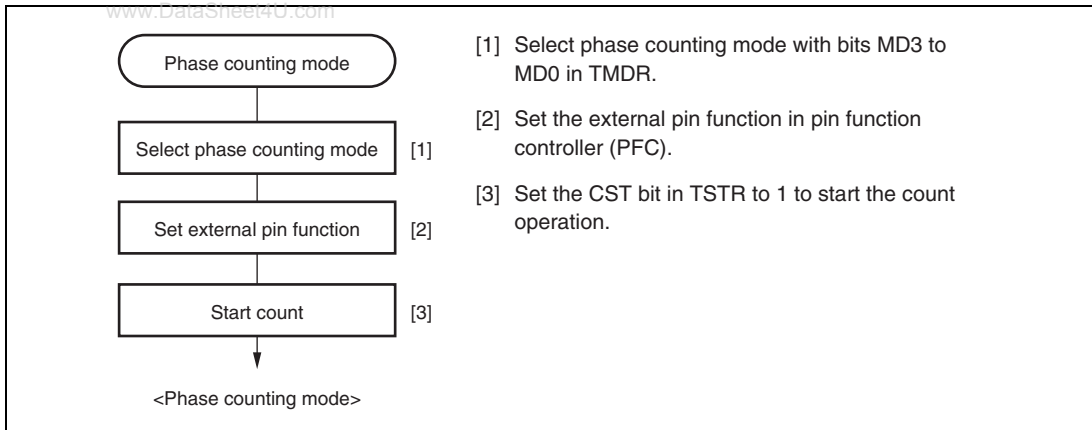 www.DataSheet4U.com
Phase counting mode
Select phase counting mode [1]
Set external pin function [2]
Start count [3]
<Phase counting mode>
[1] Select phase counting mode with bits MD3 to
MD0 in TMDR.
[2] Set the external pin function in pin function
controller (PFC).
[3] Set the CST bit in TSTR to 1 to start the count
operation.